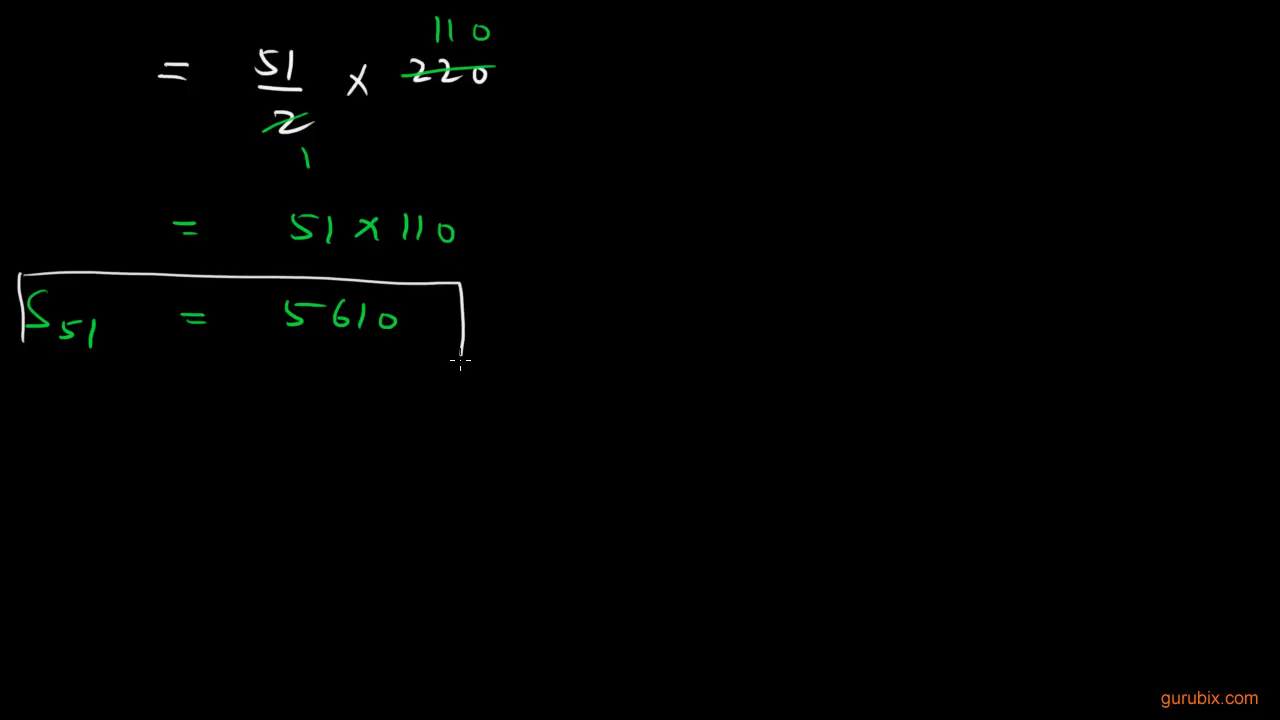 110
= 51/2 × 220
1
= 51 × 110
S51 = 5610
gurubix.com